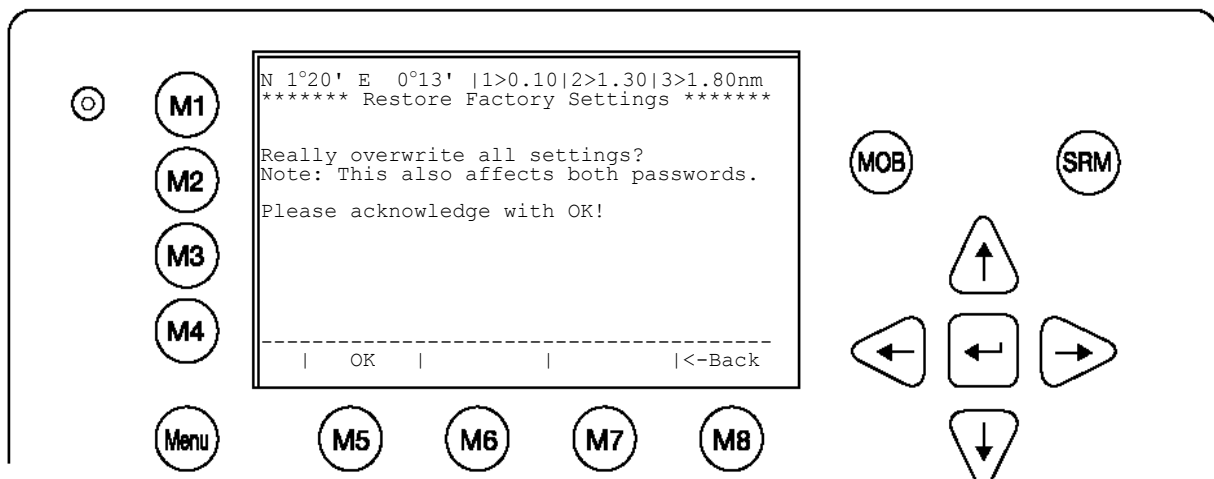 N 1°20' E  0°13' |1>0.10|2>1.30|3>1.80nm
******* Restore Factory Settings *******
Really overwrite all settings?
Note: This also affects both passwords.
Please acknowledge with OK!
----------------------------------------
|   OK   |         |         |<-Back
M1
M2
M3
M4
Menu
M5
M6
M7
M8
MOB
SRM